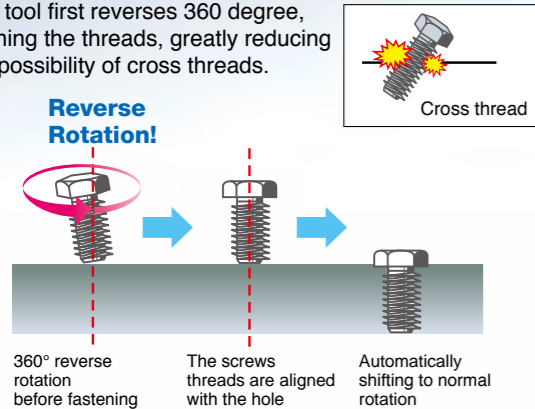 tool first reverses 360 degree,
ning the threads, greatly reducing
possibility of cross threads.
Cross thread
Reverse
Rotation!
360° reverse
rotation
before fastening
The screws
threads are aligned
with the hole
Automatically
shifting to normal
rotation